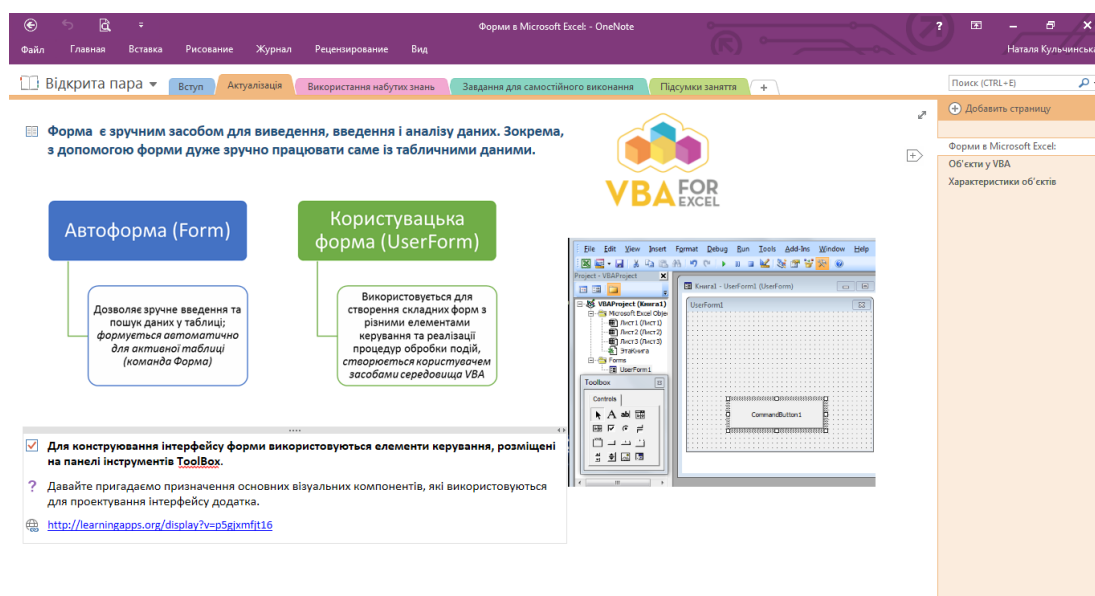 Форми в Microsoft Excel: - OneNote
Файл Главная Вставка Рисование Журнал Рецензирование Вид
Наталя Кульчинська
Відкрита пара
Вступ
Актуалізація
Використання набутих знань
Завдання для самостійного виконання
Підсумки заняття
Поиск (CTRL+E)
Добавить страницу
Форми в Microsoft Excel:
Об'єкти у VBA
Характеристики об'єктів
Форма є зручним засобом для виведення, введення і аналізу даних. Зокрема,
з допомогою форми дуже зручно працювати саме із табличними даними.
Автоформа (Form)
Дозволяє зручне введення та
пошук даних у таблиці;
формується автоматично
для активної таблиці
(команда Форма)
Користувацька
форма (UserForm)
Використовується для
створення складних форм з
різними елементами
керування та реалізації
процедур обробки подій,
створюється користувачем
засобами середовища VBA
VBA FOR
EXCEL
File Edit View Insert Format Debug Run Tools Add-Ins Window Help
Project - VBAProject
VBAProject (Книга1)
Microsoft Excel Obje
Лист1 (Лист1)
Лист2 (Лист2)
Лист3 (Лист3)
ЭтаКнига
Forms
UserForm1
Toolbox
Controls
Книга1 - UserForm1 (UserForm)
UserForm1
CommandButton1
Для конструювання інтерфейсу форми використовуються елементи керування, розміщені
на панелі інструментів ToolBox.
Давайте пригадаємо призначення основних візуальних компонентів, які використовуються
для проектування інтерфейсу додатка.
http://learningapps.org/display?v=p5gjxmfjt16